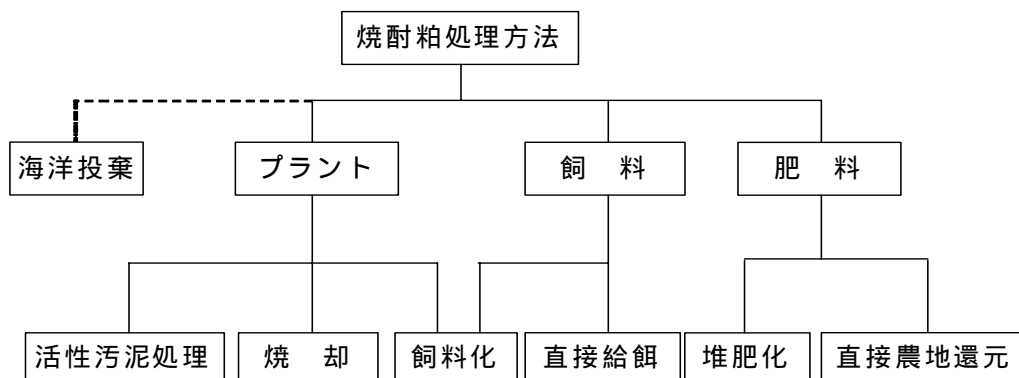 焼酎粕処理方法
海洋投棄
プラント
飼　料
肥　料
活性汚泥処理
焼　却
飼料化
直接給餌
堆肥化
直接農地還元